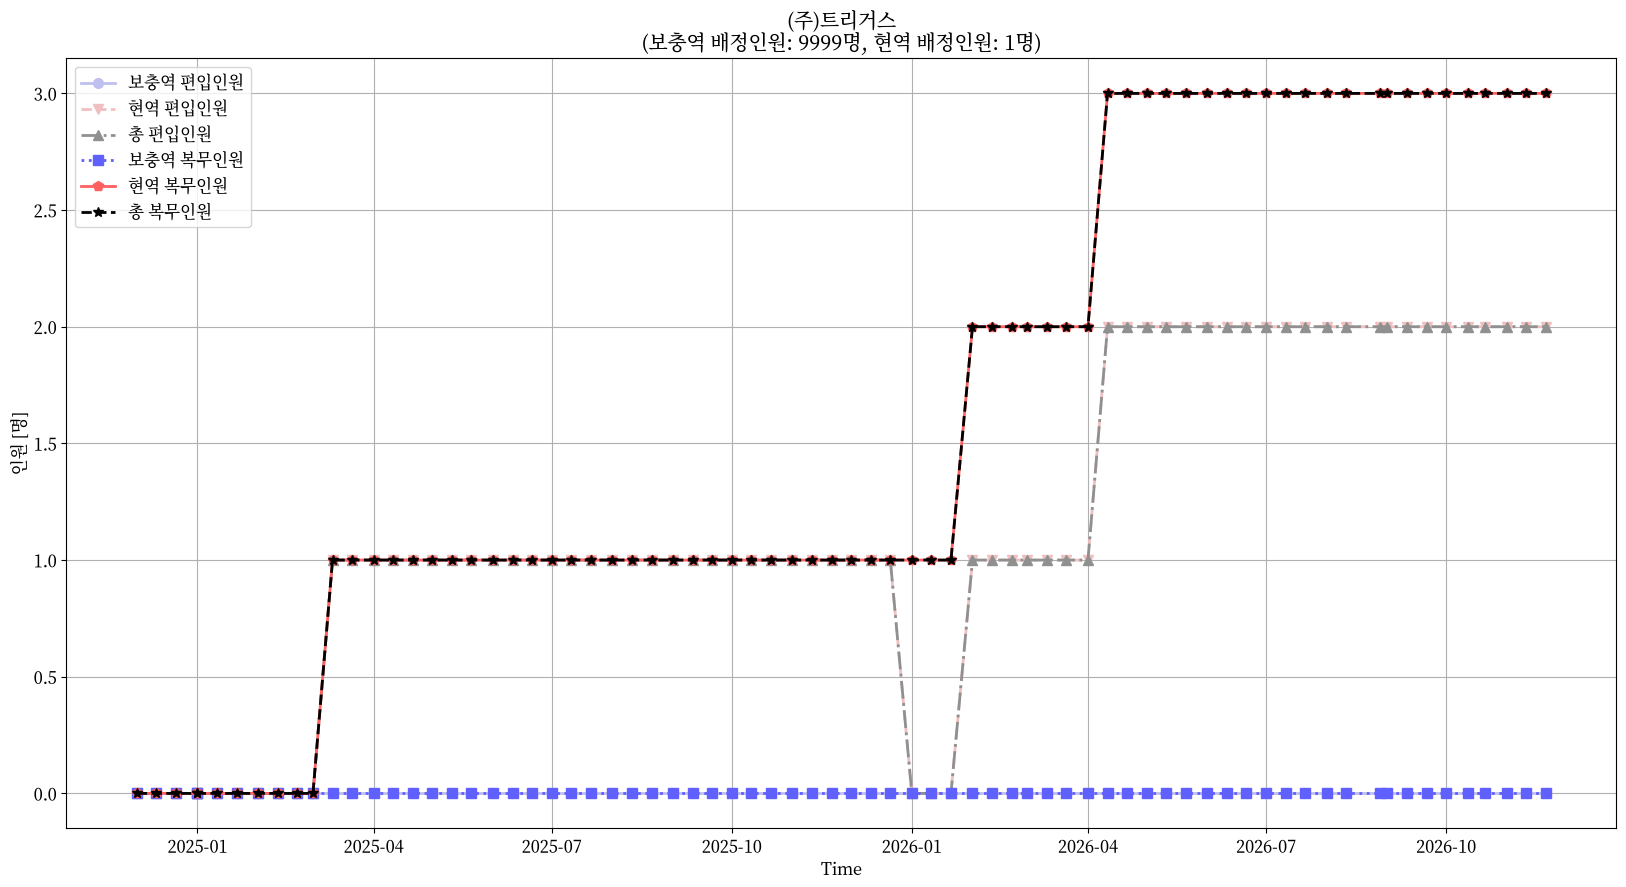 (주)트리거스
(보충역 배정인원: 9999명, 현역 배정인원: 1명)
보충역 편입인원
현역 편입인원
총 편입인원
보충역 복무인원
현역 복무인원
총 복무인원
인원 [명]
3.0
2.5
2.0
1.5
1.0
0.5
0.0
2025-01 2025-04 2025-07 2025-10 2026-01 2026-04 2026-07 2026-10
Time